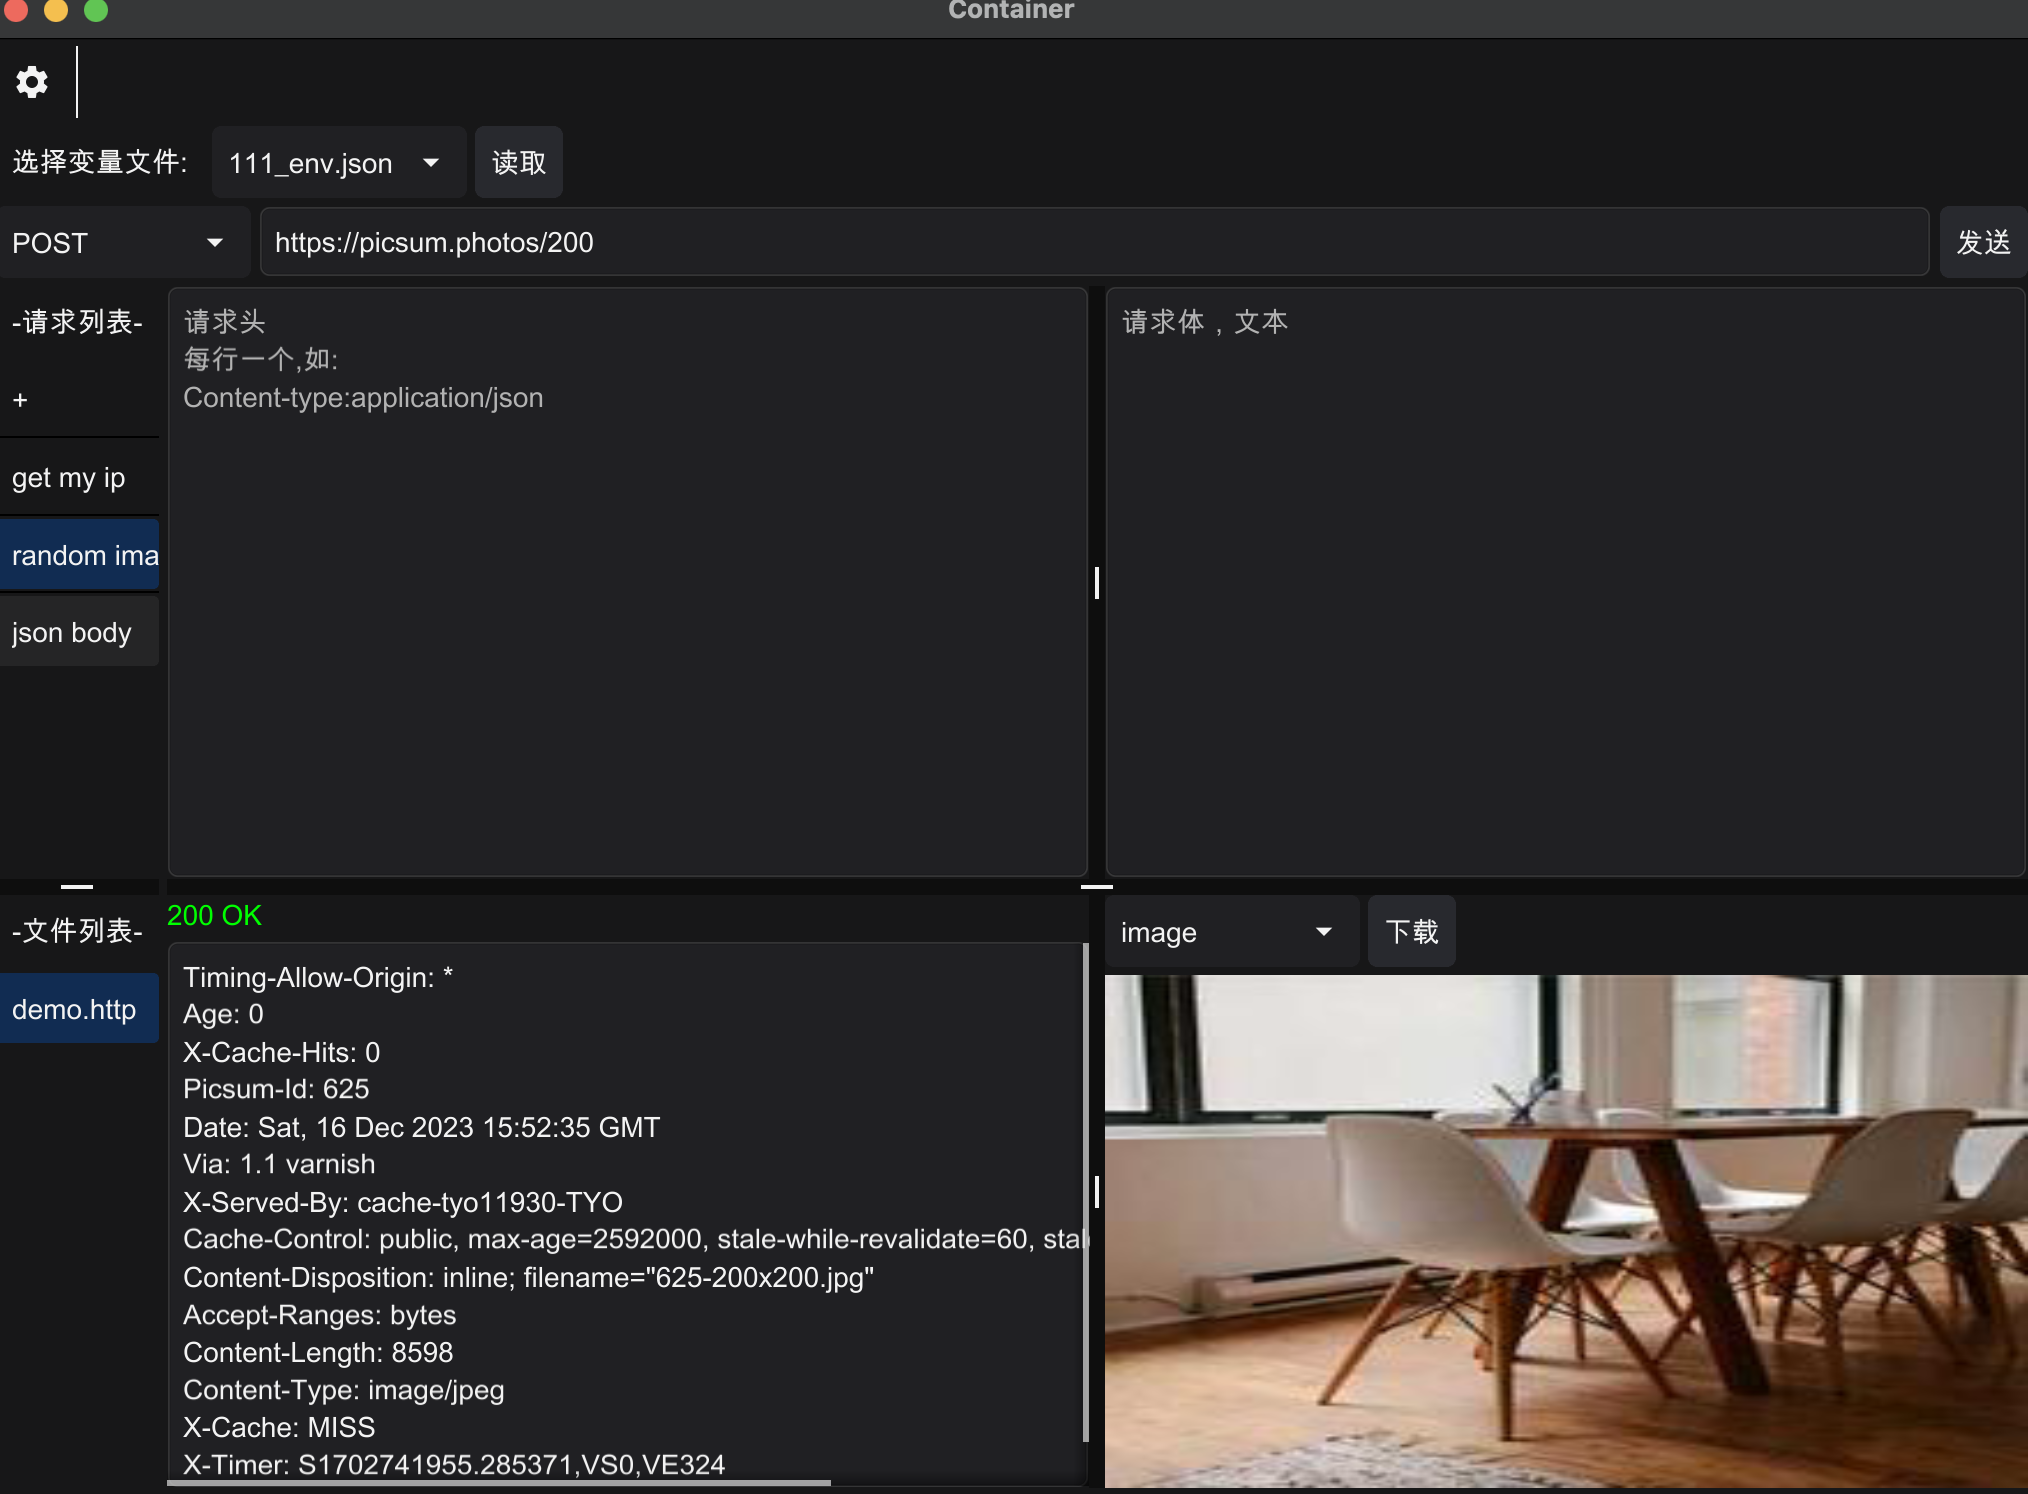 Container
选择变量文件: 111_env.json 读取
POST https://picsum.photos/200 发送
-请求列表-
+
get my ip
random ima
json body
请求头
每行一个,如:
Content-type:application/json
请求体，文本
-文件列表-
demo.http
200 OK
Timing-Allow-Origin: *
Age: 0
X-Cache-Hits: 0
Picsum-Id: 625
Date: Sat, 16 Dec 2023 15:52:35 GMT
Via: 1.1 varnish
X-Served-By: cache-tyo11930-TYO
Cache-Control: public, max-age=2592000, stale-while-revalidate=60, stal
Content-Disposition: inline; filename="625-200x200.jpg"
Accept-Ranges: bytes
Content-Length: 8598
Content-Type: image/jpeg
X-Cache: MISS
X-Timer: S1702741955.285371,VS0,VE324
image 下载